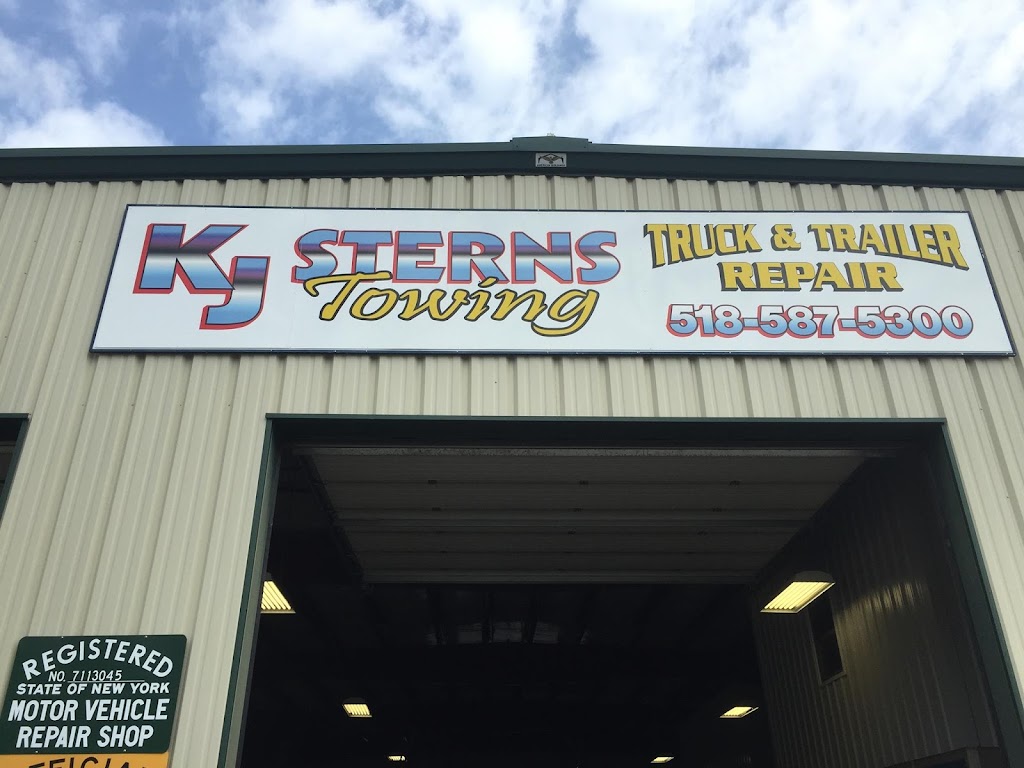 KJ STERNS
Towing
TRUCK & TRAILER
REPAIR
518-587-5300
REGISTERED
NO. 7113045
STATE OF NEW YORK
MOTOR VEHICLE
REPAIR SHOP